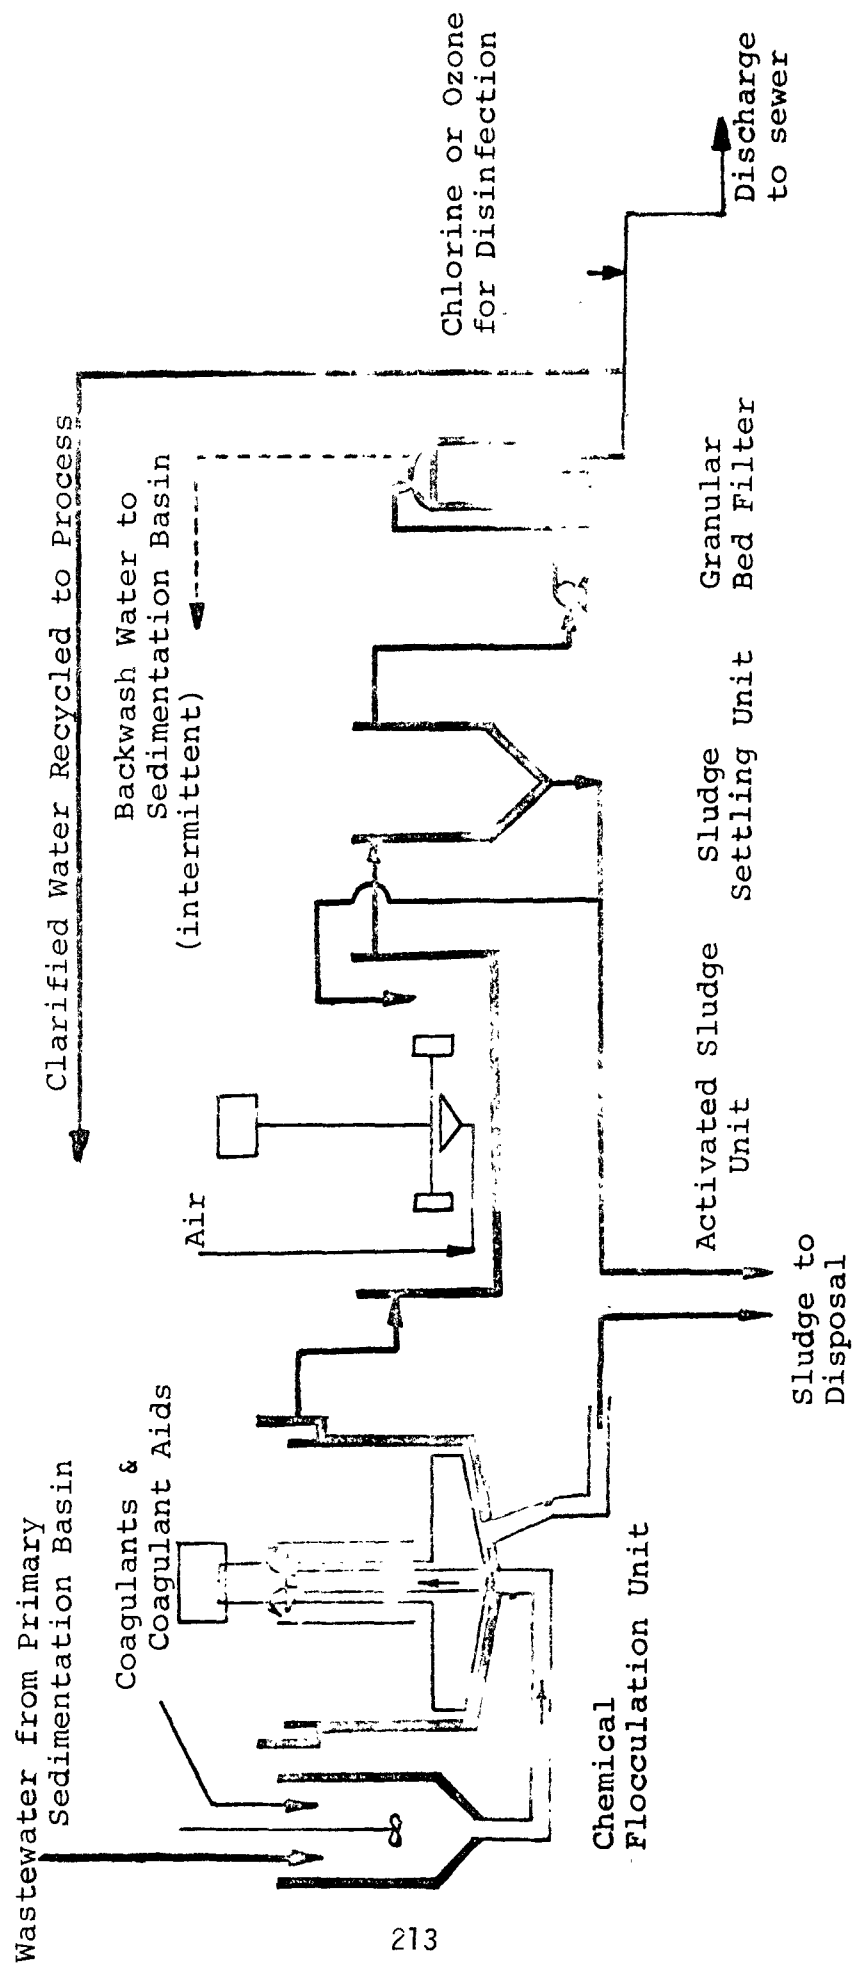 Wastewater from Primary
Sedimentation Basin
Coagulants &
Coagulant Aids
Air
Clarified Water Recycled to Process
Backwash Water to
Sedimentation Basin
(intermittent)
Chlorine or Ozone
for Disinfection
Discharge
to sewer
Chemical
Flocculation Unit
Activated Sludge
Unit
Sludge
Settling Unit
Granular
Bed Filter
Sludge to
Disposal
213